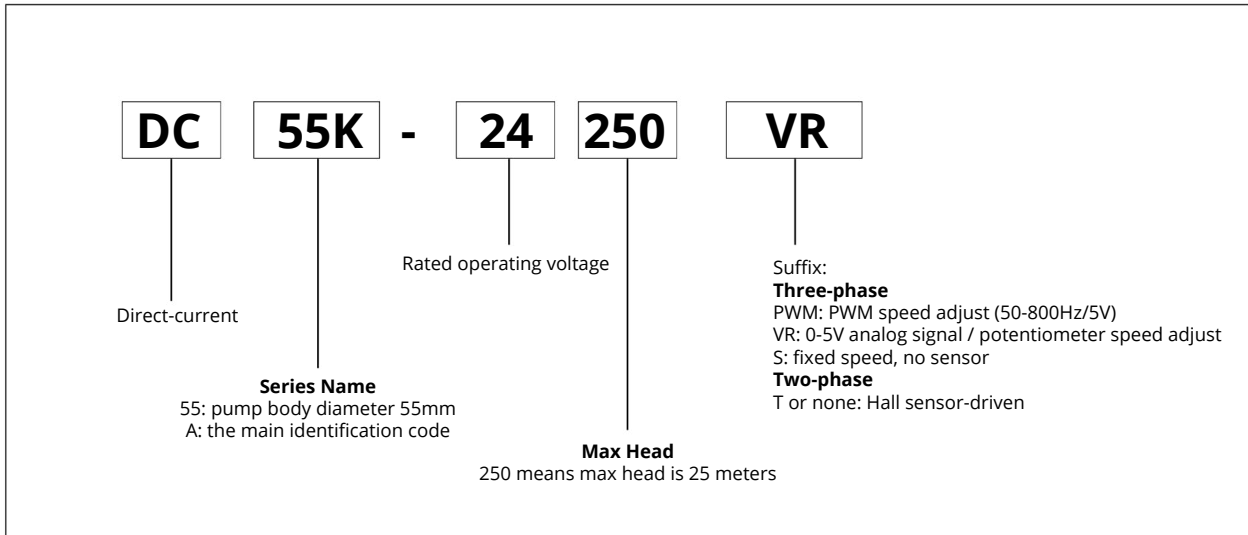 DC 55K - 24 250 VR
Direct-current
Series Name
55: pump body diameter 55mm
A: the main identification code
Rated operating voltage
Max Head
250 means max head is 25 meters
Suffix:
Three-phase
PWM: PWM speed adjust (50-800Hz/5V)
VR: 0-5V analog signal / potentiometer speed adjust
S: fixed speed, no sensor
Two-phase
T or none: Hall sensor-driven